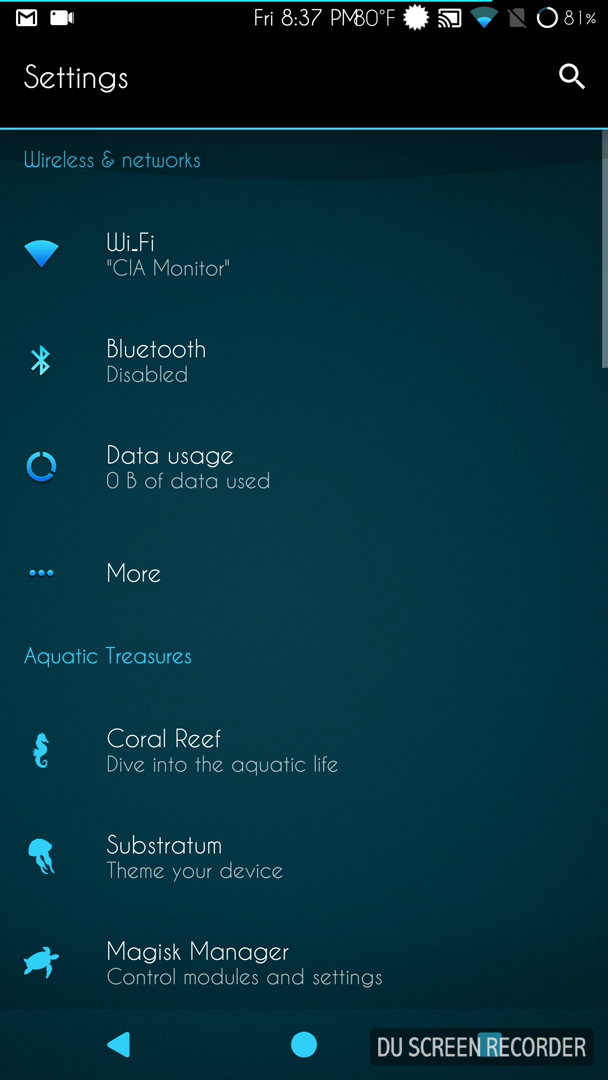 Fri 8:37 PM 80°F 81%
Settings
Wireless & networks
Wi-Fi
"CIA Monitor"
Bluetooth
Disabled
Data usage
0 B of data used
More
Aquatic Treasures
Coral Reef
Dive into the aquatic life
Substratum
Theme your device
Magisk Manager
Control modules and settings
DU SCREEN RECORDER